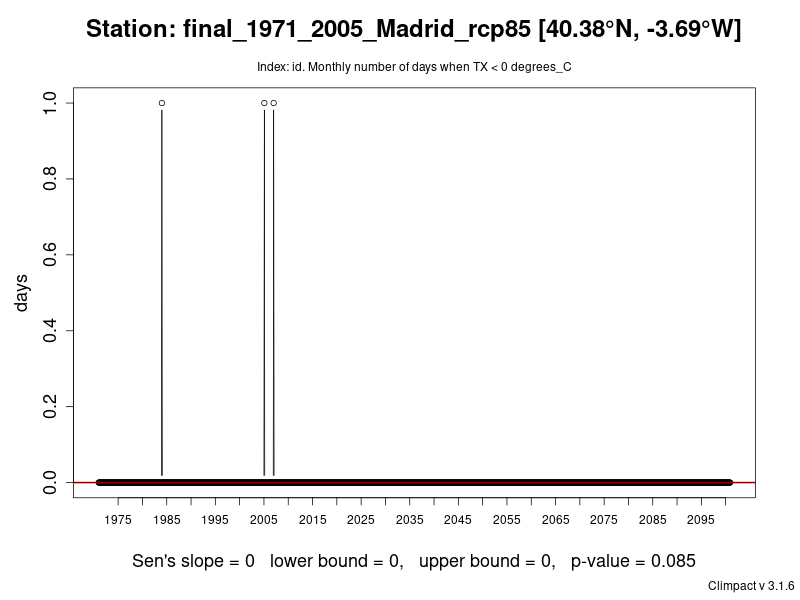 Station: final_1971_2005_Madrid_rcp85 [40.38°N, -3.69°W]
Index: id. Monthly number of days when TX < 0 degrees_C
days
1.0
0.8
0.6
0.4
0.2
0.0
1975 1985 1995 2005 2015 2025 2035 2045 2055 2065 2075 2085 2095
Sen's slope = 0 lower bound = 0, upper bound = 0, p-value = 0.085
Climpact v 3.1.6